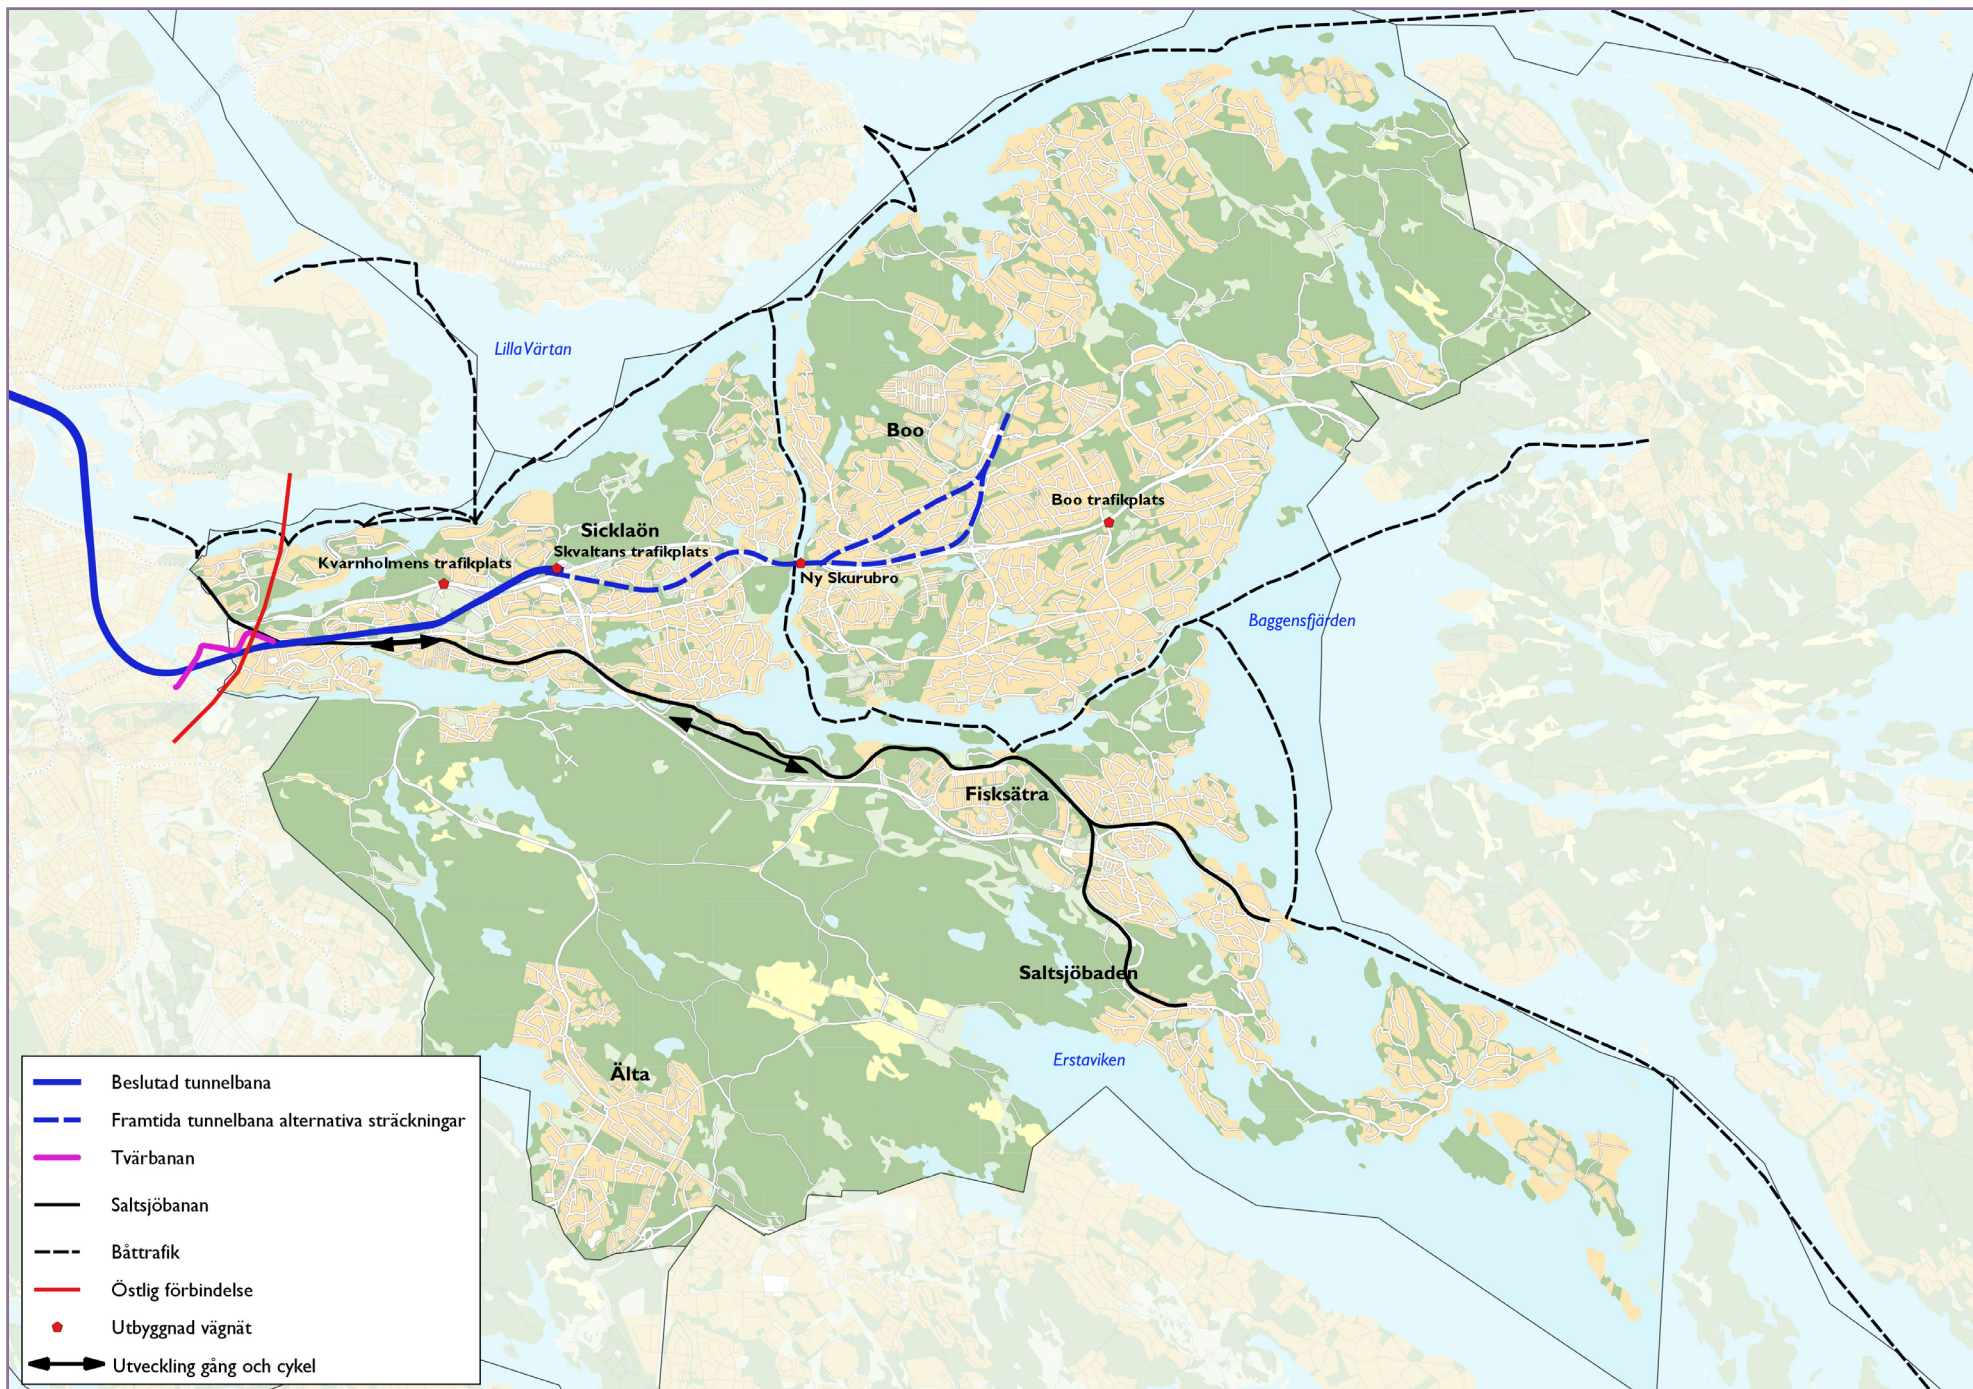 Lilla Värtan
Boo
Boo trafikplats
Sicklaön
Skvaltans trafikplats
Kvarnholmens trafikplats
Ny Skurubro
Baggensfjärden
Fisksätra
Saltsjöbaden
Erstaviken
Älta
Beslutad tunnelbana
Framtida tunnelbana alternativa sträckningar
Tvärbanan
Saltsjöbanan
Båttrafik
Östlig förbindelse
Utbyggnad vägnät
Utveckling gång och cykel